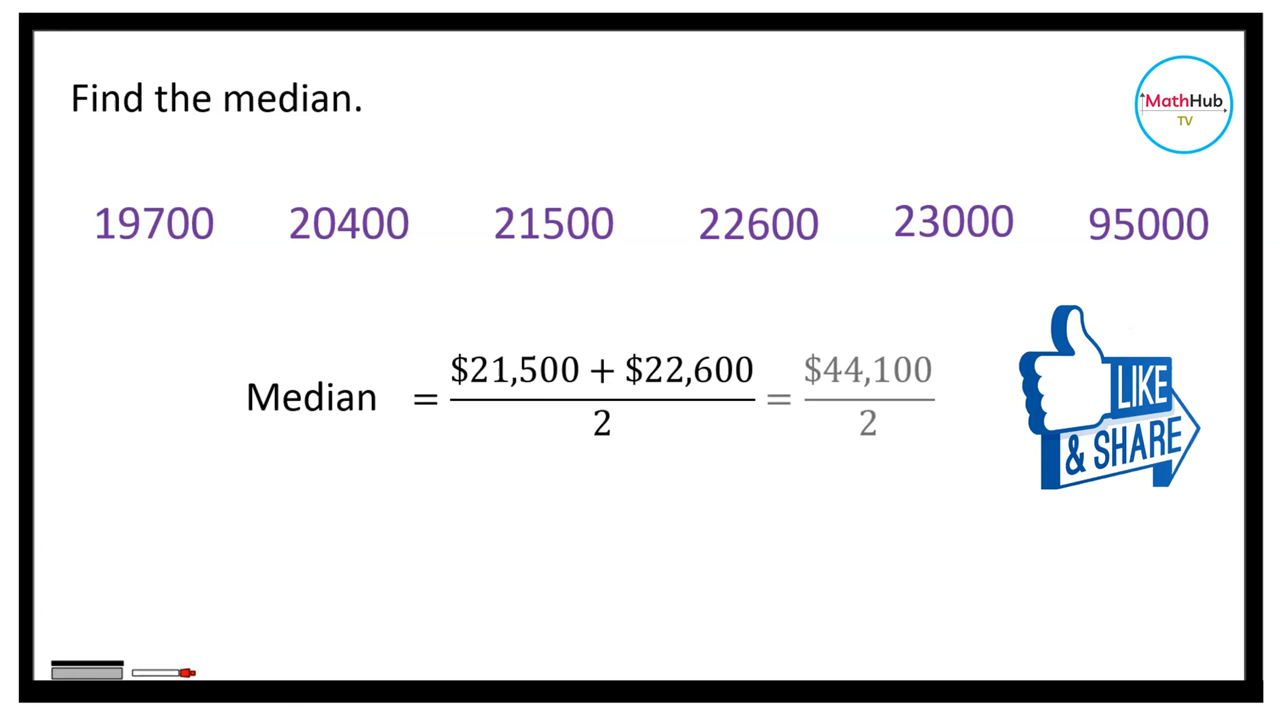 Find the median.
MathHub
TV
19700 20400 21500 22600 23000 95000
Median = $21,500 + $22,600 / 2 = $44,100 / 2
LIKE
& SHARE